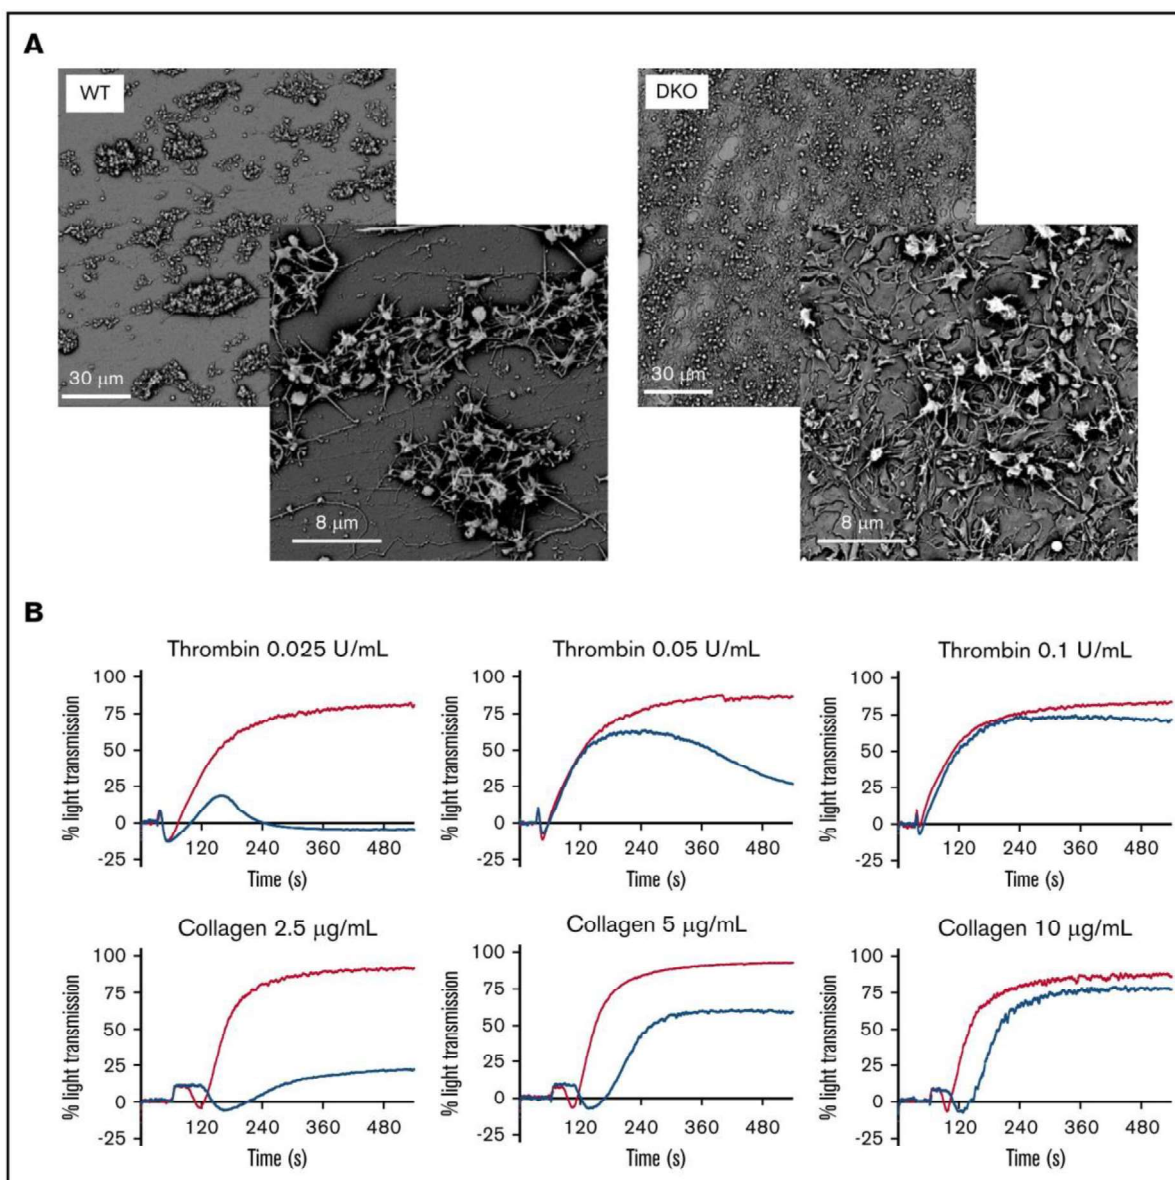 A
WT
DKO
30 μm
30 μm
8 μm
8 μm
B
Thrombin 0.025 U/mL
Thrombin 0.05 U/mL
Thrombin 0.1 U/mL
% light transmission
100
75
50
25
0
-25
120 240 360 480
Time (s)
% light transmission
100
75
50
25
0
-25
120 240 360 480
Time (s)
% light transmission
100
75
50
25
0
-25
120 240 360 480
Time (s)
Collagen 2.5 μg/mL
Collagen 5 μg/mL
Collagen 10 μg/mL
% light transmission
100
75
50
25
0
-25
120 240 360 480
Time (s)
% light transmission
100
75
50
25
0
-25
120 240 360 480
Time (s)
% light transmission
100
75
50
25
0
-25
120 240 360 480
Time (s)